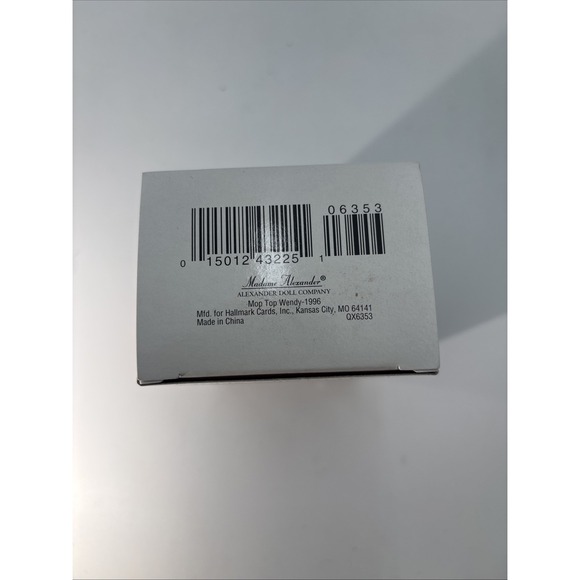 06353
0 15012 43225 1
Madame Alexander®
ALEXANDER DOLL COMPANY
Mop Top Wendy-1996
Mfd. for Hallmark Cards, Inc., Kansas City, MO 64141
Made in China QX6353